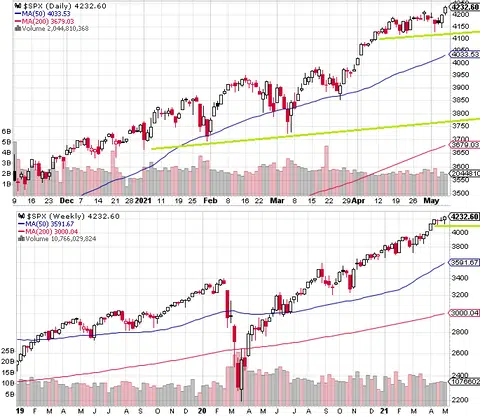 $SPX (Daily) 4232.60
MA(50) 4033.53
MA(200) 3679.03
Volume 2,044,810,368
4232.60
4200
4150
4100
4033.53
4000
3950
3900
3850
3800
3750
3679.03
3650
3600
3550
3500
6B
5B
4B
3B
2B
1B
2044810
9 16 23 Dec 7 14 21 2021 11 19 25 Feb 8 16 22 Mar 8 15 22 29 Apr 12 19 26 May
$SPX (Weekly) 4232.60
MA(50) 3591.67
MA(200) 3000.04
Volume 10,766,029,824
4232.60
4000
3800
3591.67
3400
3200
3000.04
2800
2600
2400
2200
25B
20B
15B
10B
5B
1076602
19 F M A M J J A S O N D 20 F M A M J J A S O N D 21 F M A M